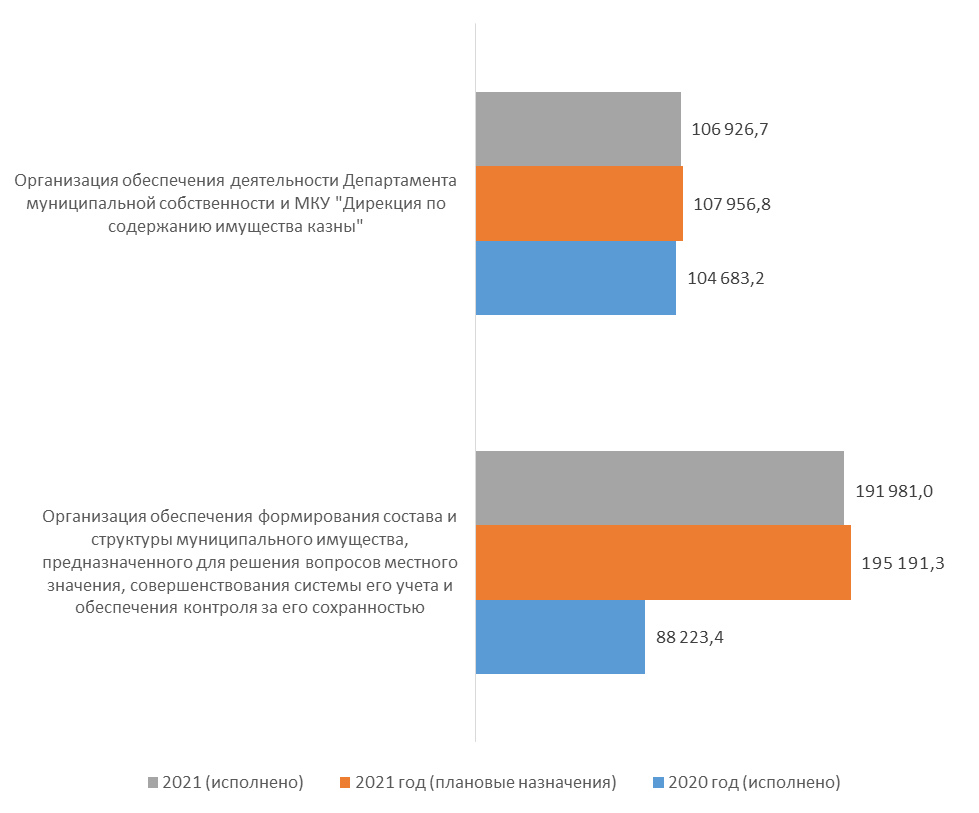 Организация обеспечения деятельности Департамента
муниципальной собственности и МКУ "Дирекция по
содержанию имущества казны"
106 926,7
107 956,8
104 683,2
Организация обеспечения формирования состава и
структуры муниципального имущества,
предназначенного для решения вопросов местного
значения, совершенствования системы его учета и
обеспечения контроля за его сохранностью
191 981,0
195 191,3
88 223,4
2021 (исполнено)
2021 год (плановые назначения)
2020 год (исполнено)